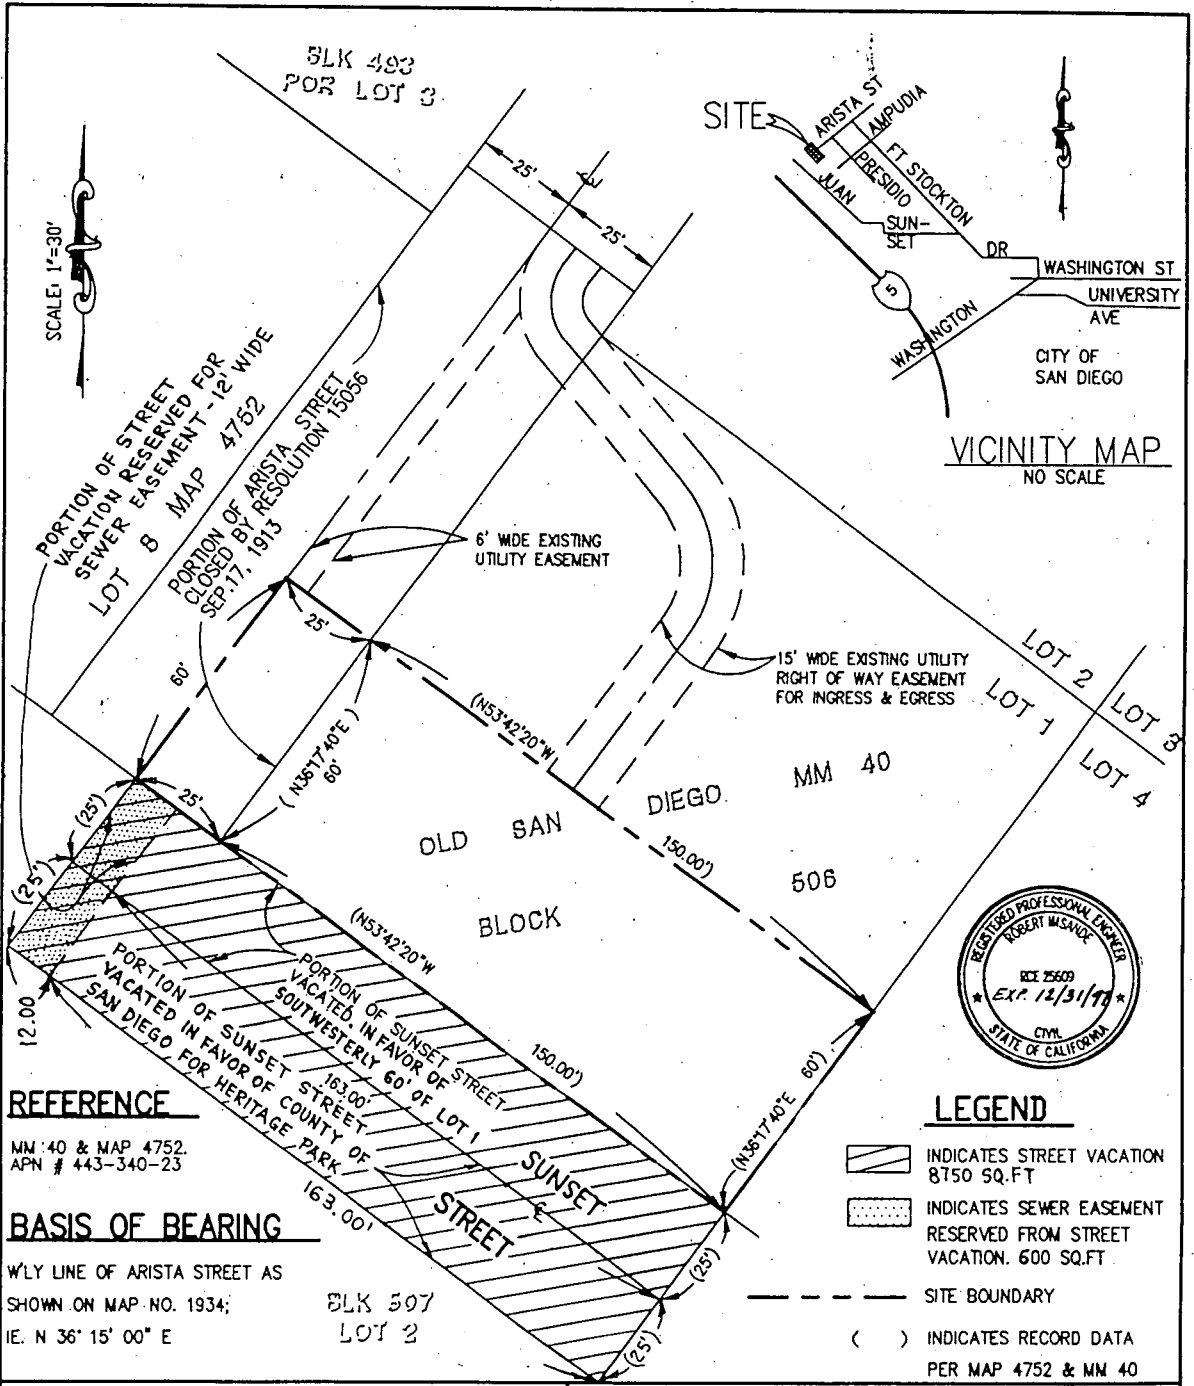 BLK 493
POR LOT 3
SITE
ARISTA ST
AMPUDIA
PRESIDIO
FT STOCKTON
JUAN
SUN-
SET
DR
WASHINGTON ST
UNIVERSITY
AVE
5
WASHINGTON
CITY OF
SAN DIEGO
VICINITY MAP
NO SCALE
SCALE: 1"=30'
25'
25'
PORTION OF STREET
VACATION RESERVED FOR
SEWER EASEMENT - 12' WIDE
LOT 8 MAP 4752
PORTION OF ARISTA STREET
CLOSED BY RESOLUTION 15056
SEP.17, 1913
6' WIDE EXISTING
UTILITY EASEMENT
25'
60'
15' WIDE EXISTING UTILITY
RIGHT OF WAY EASEMENT
FOR INGRESS & EGRESS
LOT 2
LOT 1
LOT 3
LOT 4
(N53°42'20"W
150.00')
(N36°17'40"E)
60'
OLD SAN DIEGO MM 40
BLOCK 506
(25')
25'
(25')
(N53°42'20"W
150.00')
12.00
PORTION OF SUNSET STREET
VACATED IN FAVOR OF COUNTY OF
SAN DIEGO FOR HERITAGE PARK
PORTION OF SUNSET STREET
VACATED. IN FAVOR OF
SOUTWESTERLY 60' OF LOT 1
163.00'
163.00'
SUNSET
STREET
(N36°17'40"E 60')
(25')
(25')
REGISTERED PROFESSIONAL ENGINEER
RCE 25609
EXP. 12/31/97
CIVIL
STATE OF CALIFORNIA
REFERENCE
MM 40 & MAP 4752.
APN # 443-340-23
BASIS OF BEARING
W'LY LINE OF ARISTA STREET AS
SHOWN ON MAP NO. 1934;
IE. N 36° 15' 00" E
BLK 507
LOT 2
LEGEND
INDICATES STREET VACATION
8750 SQ.FT
INDICATES SEWER EASEMENT
RESERVED FROM STREET
VACATION. 600 SQ.FT
SITE BOUNDARY
( ) INDICATES RECORD DATA
PER MAP 4752 & MM 40